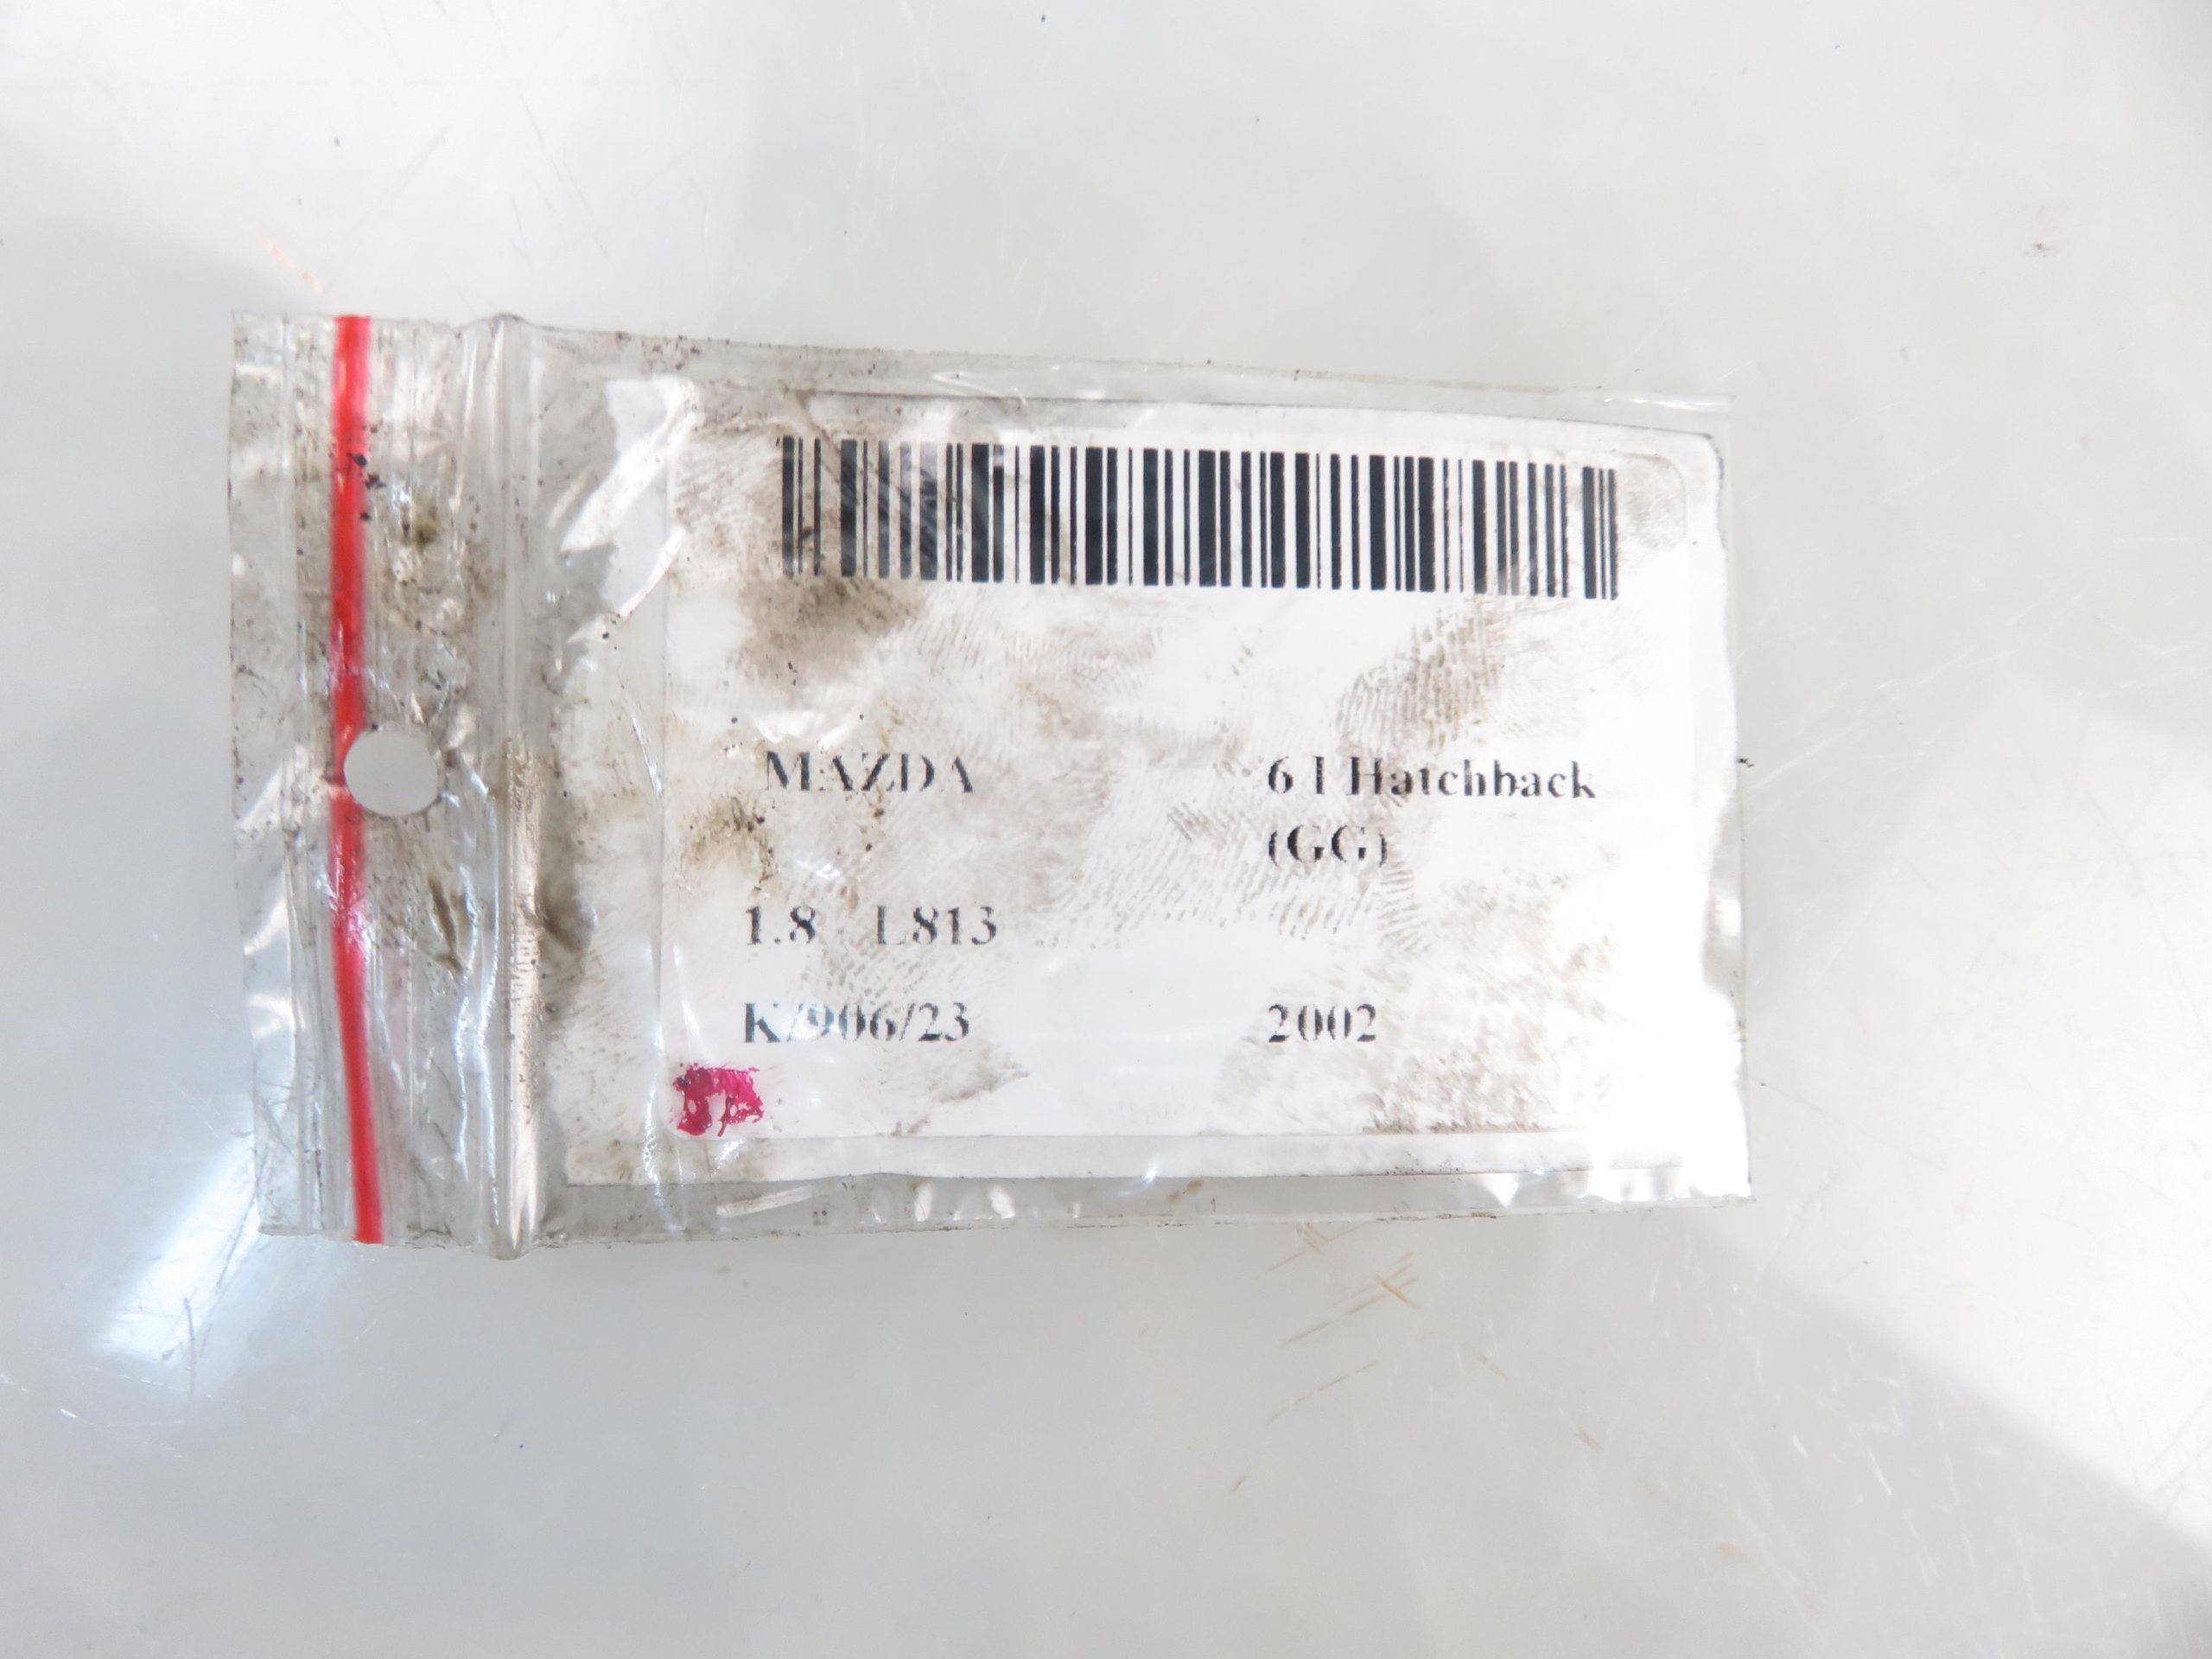 MAZDA 6 I Hatchback
(GG)
1.8 L813
K/906/23 2002